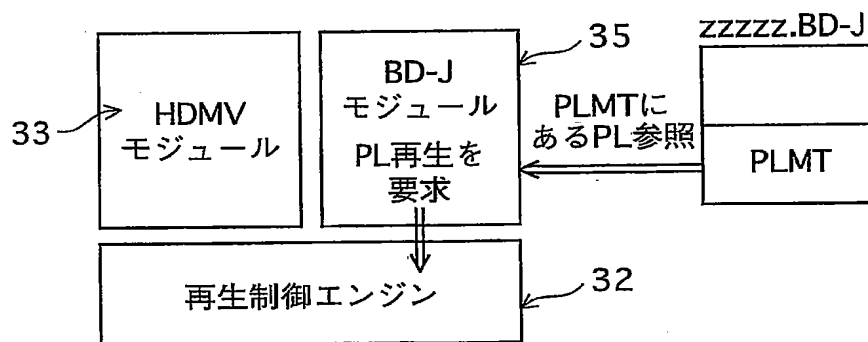 zzzzz.BD-J
35
BD-J
モジュール
HDMV
モジュール
33
PLMTに
あるPL参照
PLMT
PL再生を
要求
再生制御エンジン
32